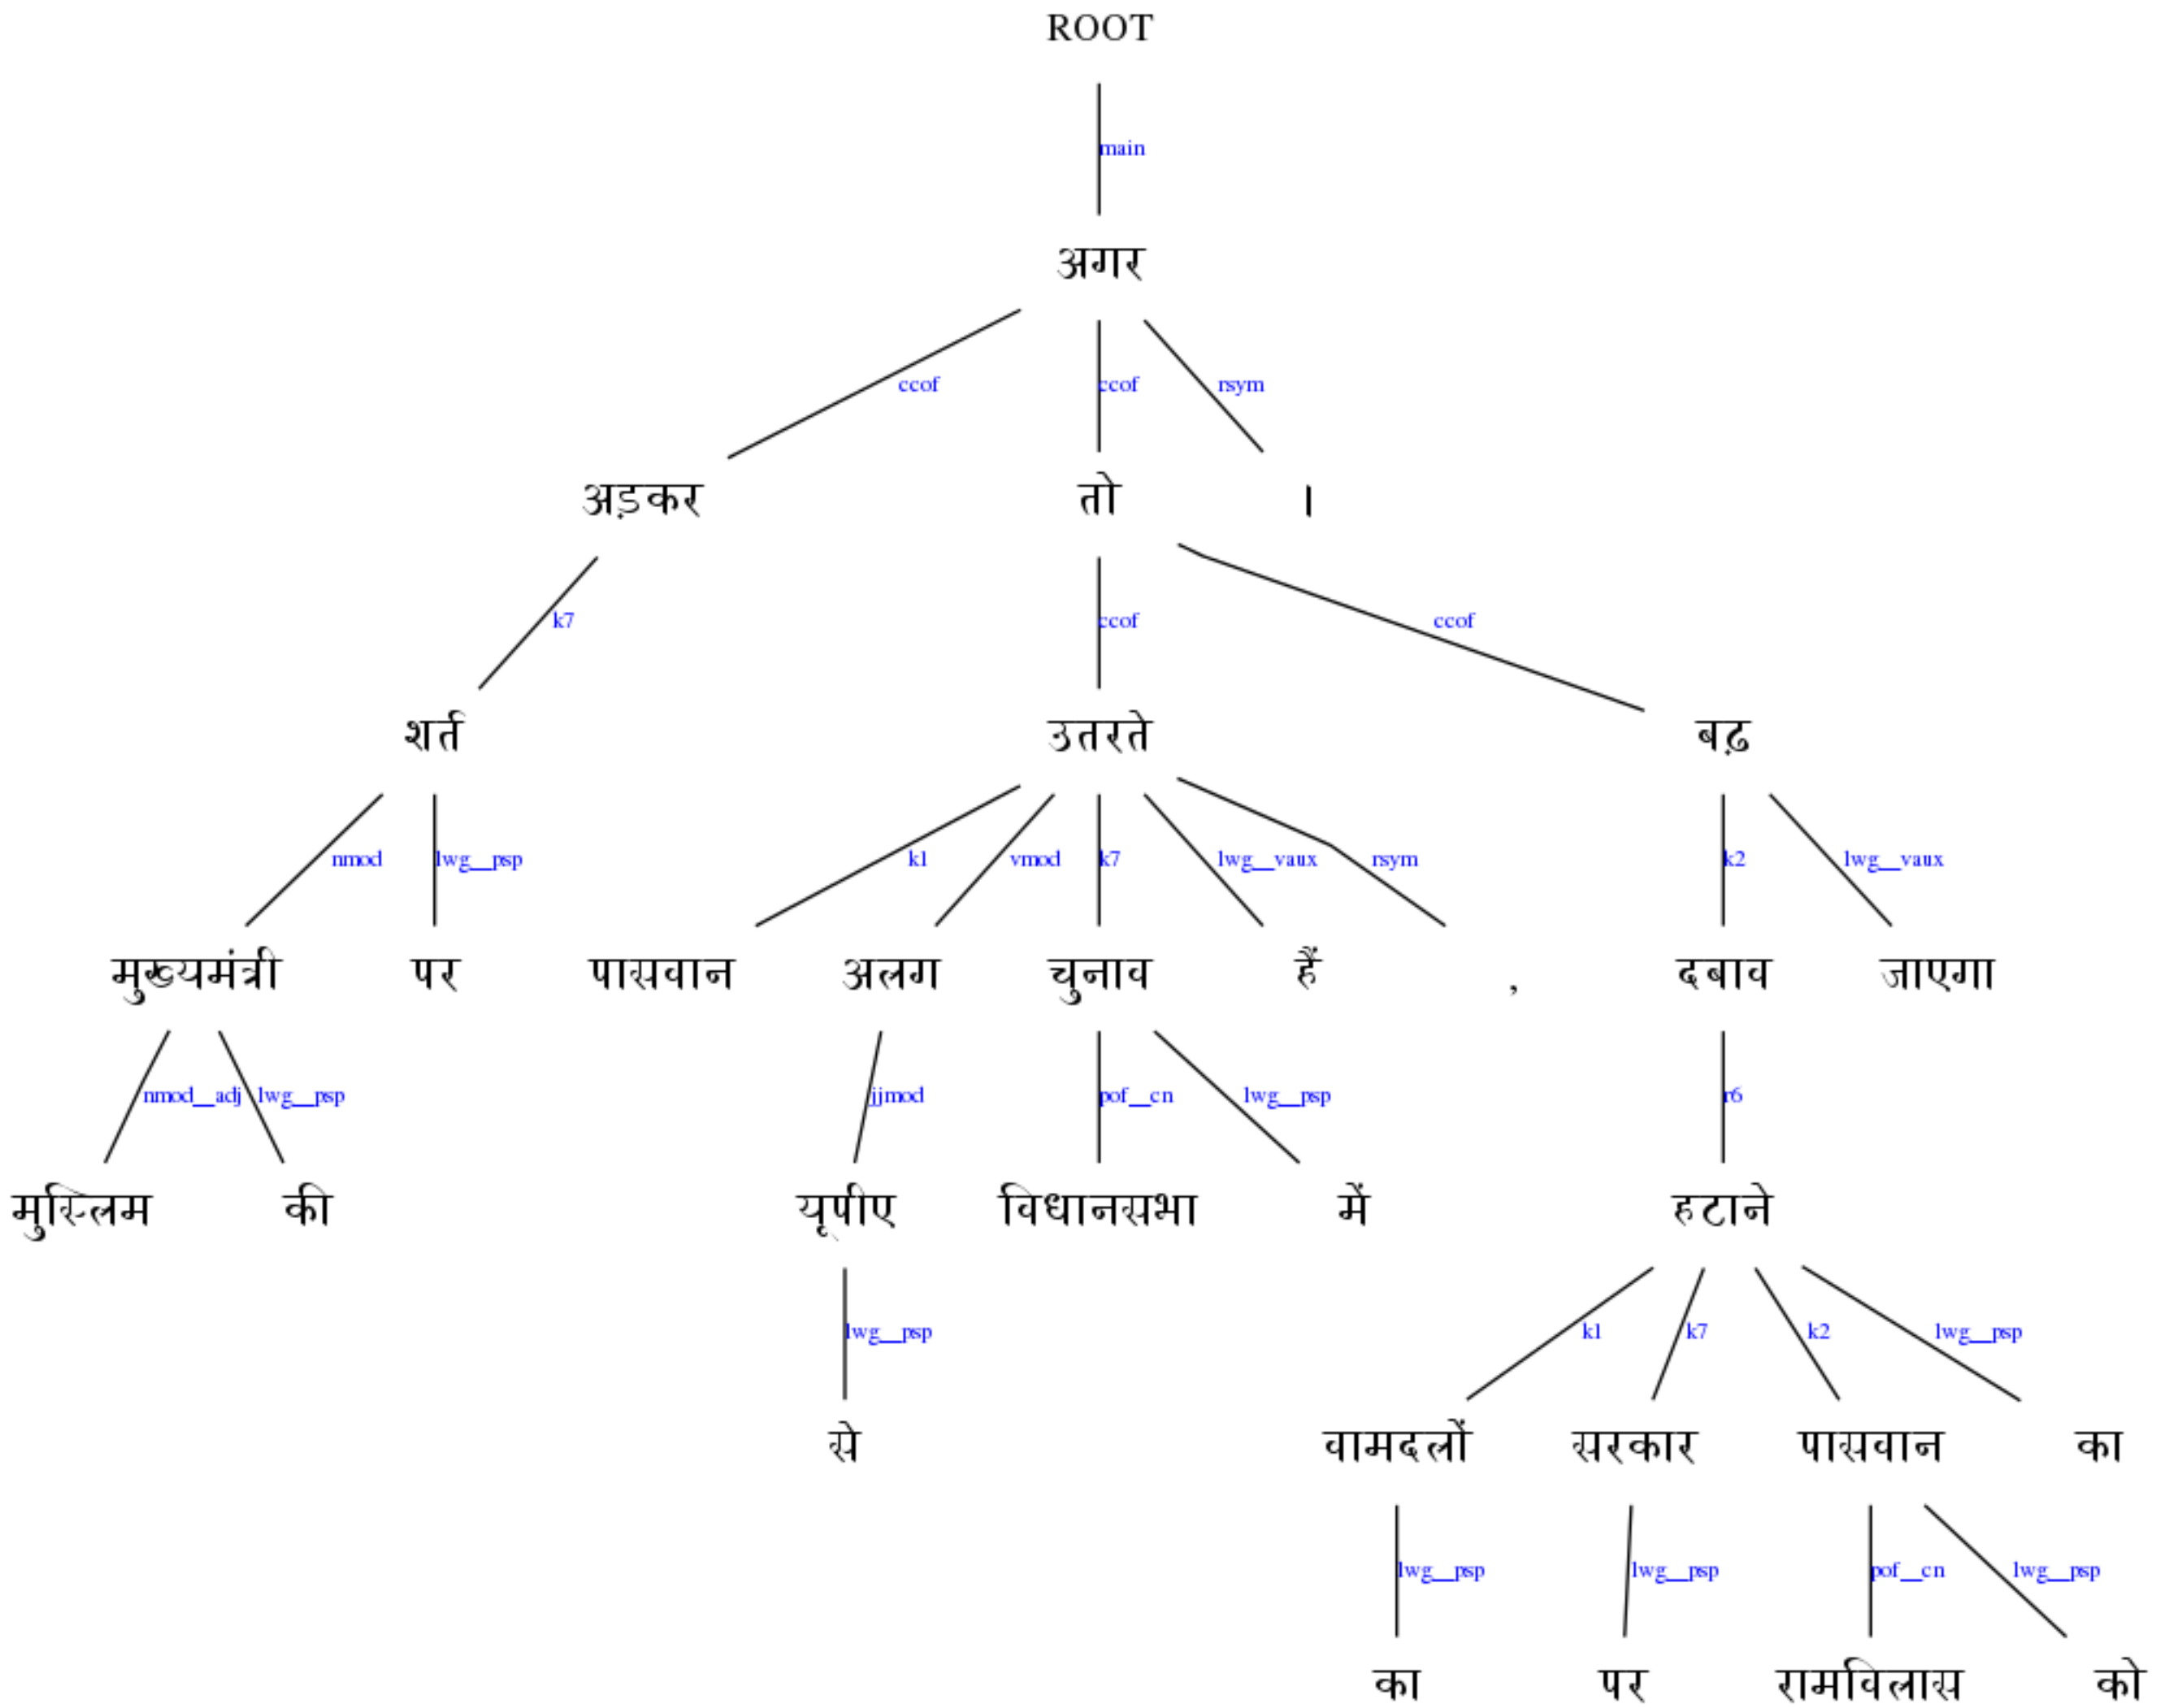 ROOT
main
अगर
ccof ccof rsym
अड़कर तो ।
k7 ccof ccof
शर्त उतरते बढ़
nmod lwg__psp k1 vmod k7 lwg__vaux rsym k2 lwg__vaux
मुख्यमंत्री पर पासवान अलग चुनाव हैं , दबाव जाएगा
nmod__adj lwg__psp jjmod pof__cn lwg__psp r6
मुस्लिम की यूपीए विधानसभा में हटाने
lwg__psp k1 k7 k2 lwg__psp
से वामदलों सरकार पासवान का
lwg__psp lwg__psp pof__cn lwg__psp
का पर रामविलास को